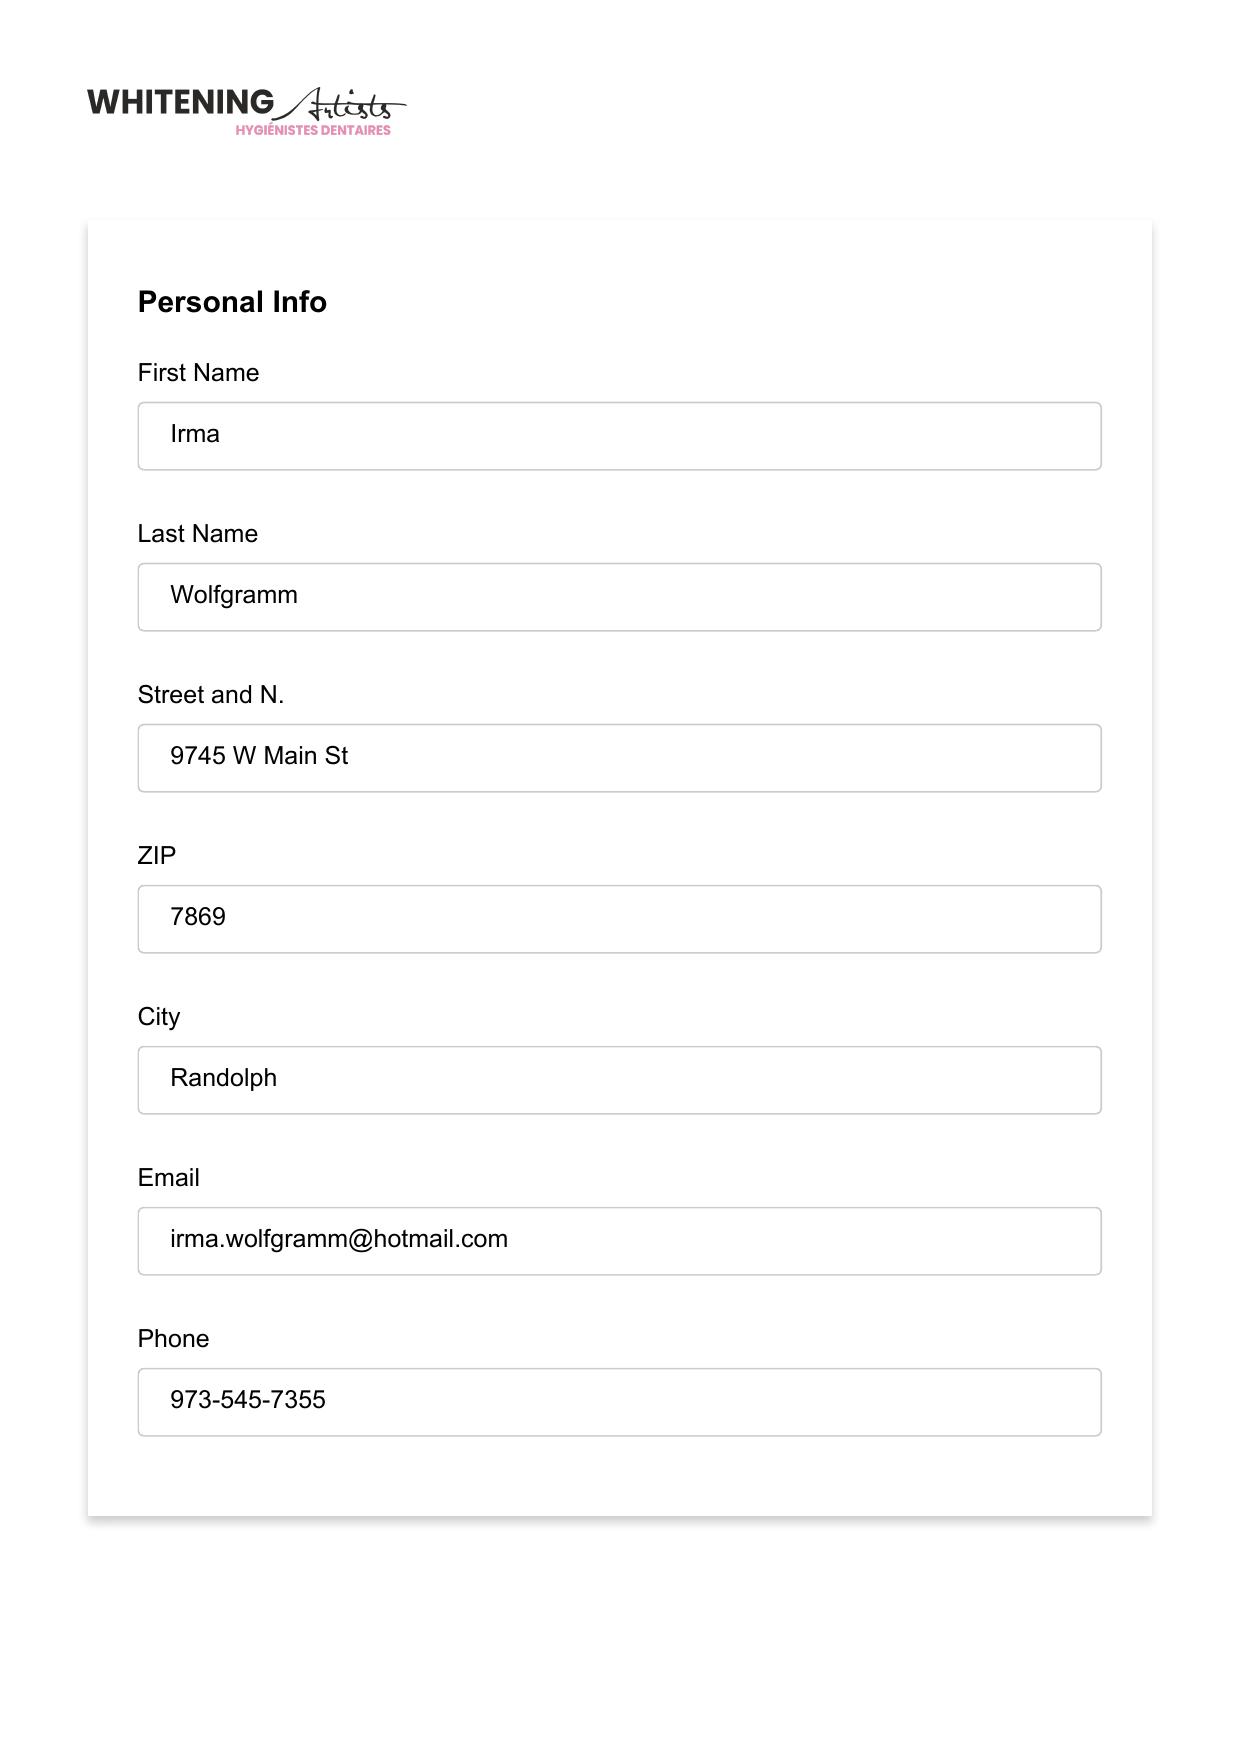 WHITENING Artists
HYGIÉNISTES DENTAIRES
Personal Info
First Name
Irma
Last Name
Wolfgramm
Street and N.
9745 W Main St
ZIP
7869
City
Randolph
Email
irma.wolfgramm@hotmail.com
Phone
973-545-7355